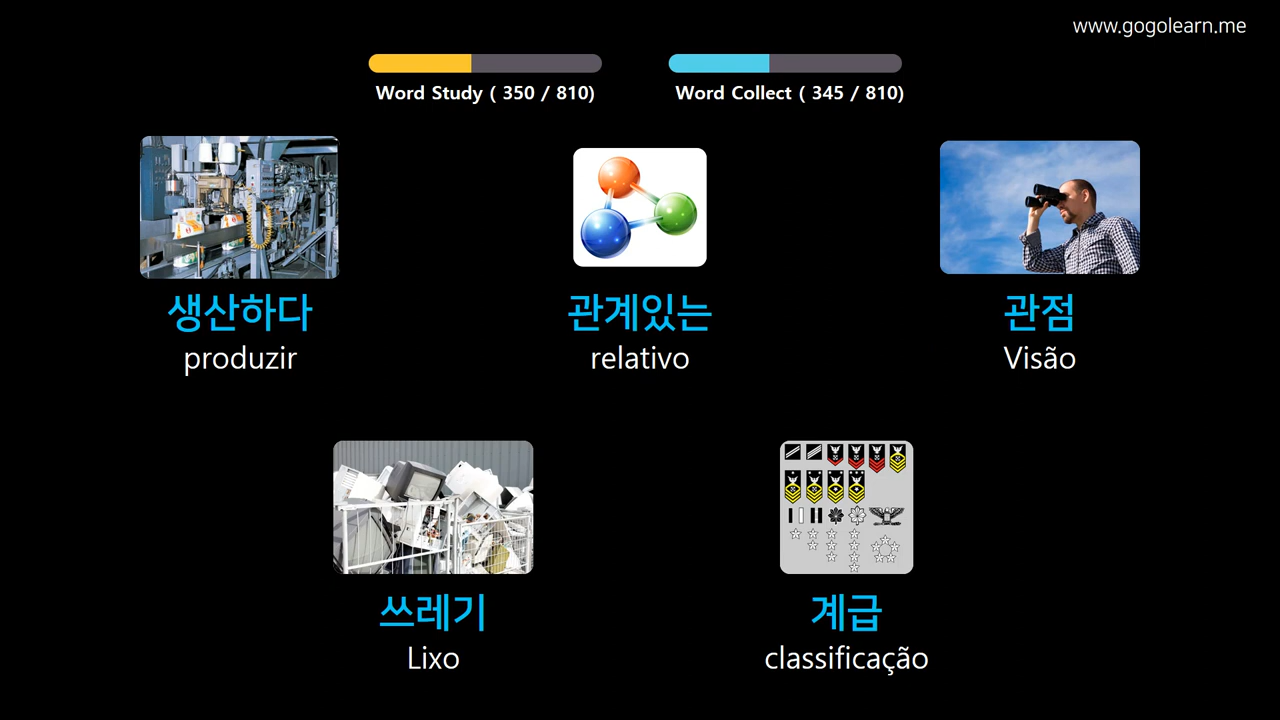 www.gogolearn.me
Word Study ( 350 / 810)
Word Collect ( 345 / 810)
생산하다
produzir
관계있는
relativo
관점
Visão
쓰레기
Lixo
계급
classificação